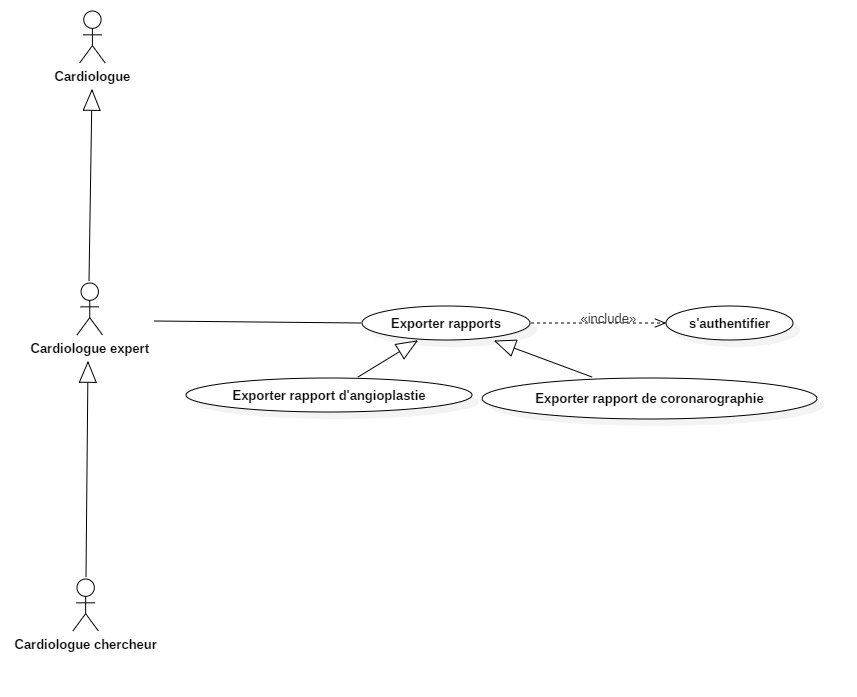 Cardiologue
Cardiologue expert
Exporter rapports
«include»
s'authentifier
Exporter rapport d'angioplastie
Exporter rapport de coronarographie
Cardiologue chercheur